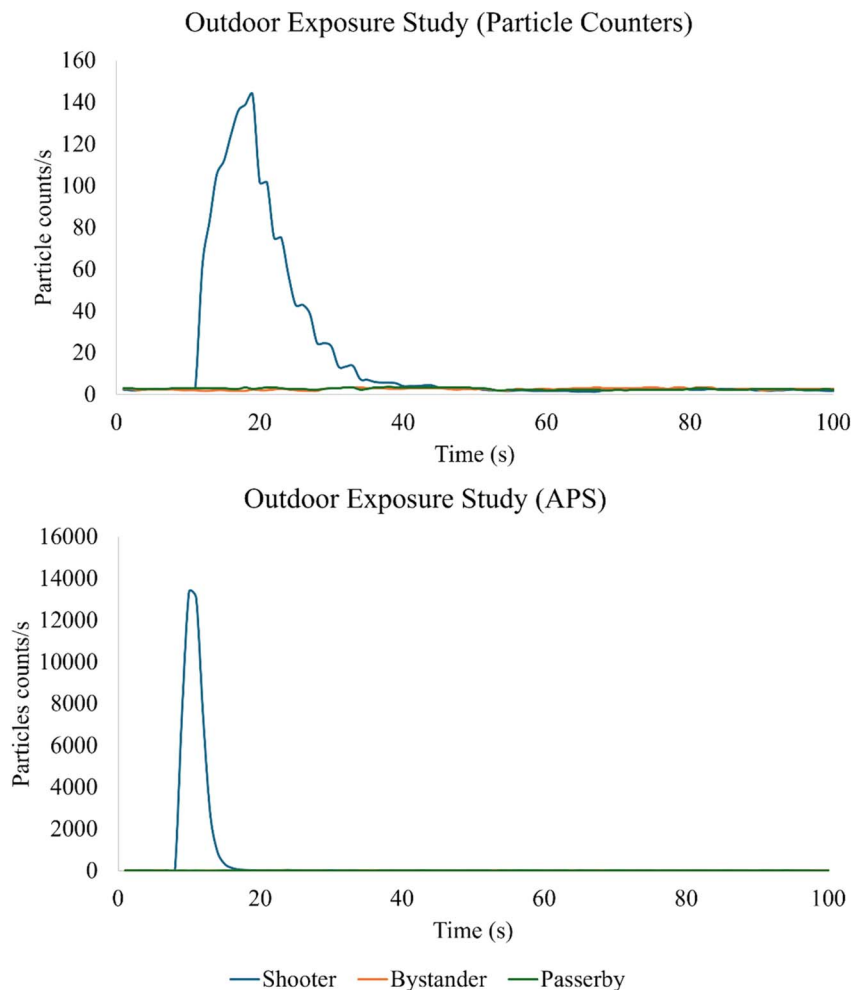 Outdoor Exposure Study (Particle Counters)
160
140
120
100
80
60
40
20
0
Particle counts/s
0 20 40 60 80 100
Time (s)
Outdoor Exposure Study (APS)
16000
14000
12000
10000
8000
6000
4000
2000
0
Particles counts/s
0 20 40 60 80 100
Time (s)
Shooter Bystander Passerby